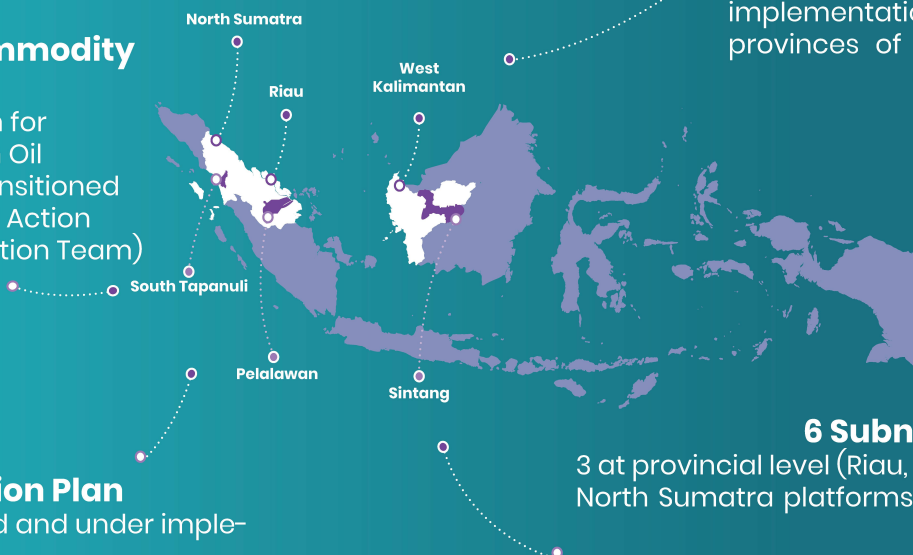 North Sumatra
implementatio
provinces of
mmodity
West
Kalimantan
Riau
for
Oil
nsitioned
Action
tion Team)
South Tapanuli
Pelalawan
Sintang
6 Subn
3 at provincial level (Riau,
North Sumatra platforms
ion Plan
d and under imple-